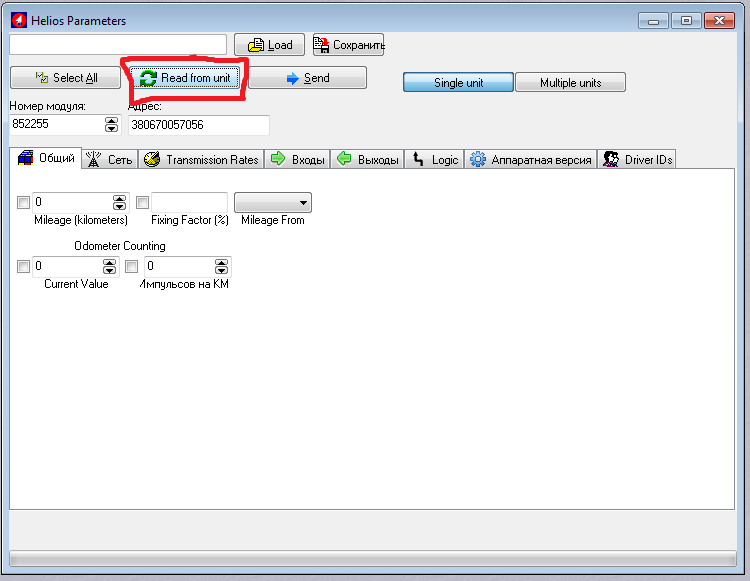 Helios Parameters
Load Сохранить
Select All Read from unit Send Single unit Multiple units
Номер модуля: Адрес:
852255 380670057056
Общий Сеть Transmission Rates Входы Выходы Logic Аппаратная версия Driver IDs
0
Mileage (kilometers) Fixing Factor (%) Mileage From
Odometer Counting
0 0
Current Value Импульсов на KM